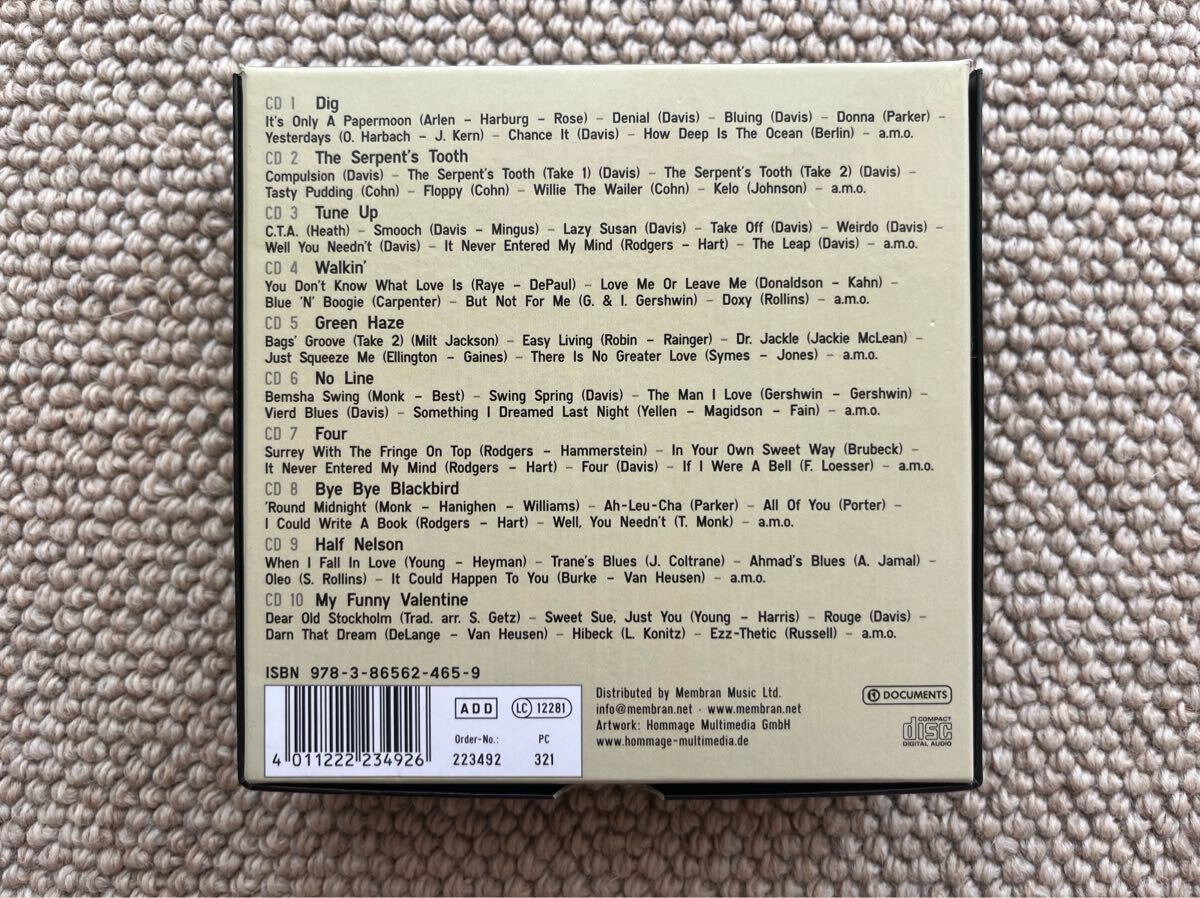 CD 1 Dig
It's Only A Papermoon (Arlen - Harburg - Rose) - Denial (Davis) - Bluing (Davis) - Donna (Parker) -
Yesterdays (O. Harbach - J. Kern) - Chance It (Davis) - How Deep Is The Ocean (Berlin) - a.m.o.
CD 2 The Serpent's Tooth
Compulsion (Davis) - The Serpent's Tooth (Take 1) (Davis) - The Serpent's Tooth (Take 2) (Davis) -
Tasty Pudding (Cohn) - Floppy (Cohn) - Willie The Wailer (Cohn) - Kelo (Johnson) - a.m.o.
CD 3 Tune Up
C.T.A. (Heath) - Smooch (Davis - Mingus) - Lazy Susan (Davis) - Take Off (Davis) - Weirdo (Davis) -
Well You Needn't (Davis) - It Never Entered My Mind (Rodgers - Hart) - The Leap (Davis) - a.m.o.
CD 4 Walkin'
You Don't Know What Love Is (Raye - DePaul) - Love Me Or Leave Me (Donaldson - Kahn) -
Blue 'N' Boogie (Carpenter) - But Not For Me (G. & I. Gershwin) - Doxy (Rollins) - a.m.o.
CD 5 Green Haze
Bags' Groove (Take 2) (Milt Jackson) - Easy Living (Robin - Rainger) - Dr. Jackle (Jackie McLean) -
Just Squeeze Me (Ellington - Gaines) - There Is No Greater Love (Symes - Jones) - a.m.o.
CD 6 No Line
Bemsha Swing (Monk - Best) - Swing Spring (Davis) - The Man I Love (Gershwin - Gershwin) -
Vierd Blues (Davis) - Something I Dreamed Last Night (Yellen - Magidson - Fain) - a.m.o.
CD 7 Four
Surrey With The Fringe On Top (Rodgers - Hammerstein) - In Your Own Sweet Way (Brubeck) -
It Never Entered My Mind (Rodgers - Hart) - Four (Davis) - If I Were A Bell (F. Loesser) - a.m.o.
CD 8 Bye Bye Blackbird
'Round Midnight (Monk - Hanighen - Williams) - Ah-Leu-Cha (Parker) - All Of You (Porter) -
I Could Write A Book (Rodgers - Hart) - Well, You Needn't (T. Monk) - a.m.o.
CD 9 Half Nelson
When I Fall In Love (Young - Heyman) - Trane's Blues (J. Coltrane) - Ahmad's Blues (A. Jamal) -
Oleo (S. Rollins) - It Could Happen To You (Burke - Van Heusen) - a.m.o.
CD 10 My Funny Valentine
Dear Old Stockholm (Trad. arr. S. Getz) - Sweet Sue, Just You (Young - Harris) - Rouge (Davis) -
Darn That Dream (DeLange - Van Heusen) - Hibeck (L. Konitz) - Ezz-Thetic (Russell) - a.m.o.
ISBN 978-3-86562-465-9
4 011222 234926
ADD LC 12281
Order-No.: PC
223492 321
Distributed by Membran Music Ltd.
info@membran.net · www.membran.net
Artwork: Hommage Multimedia GmbH
www.hommage-multimedia.de
DOCUMENTS
COMPACT
disc
DIGITAL AUDIO